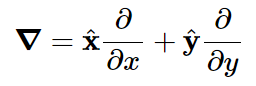 ∇ = x̂ ∂/∂x + ŷ ∂/∂y